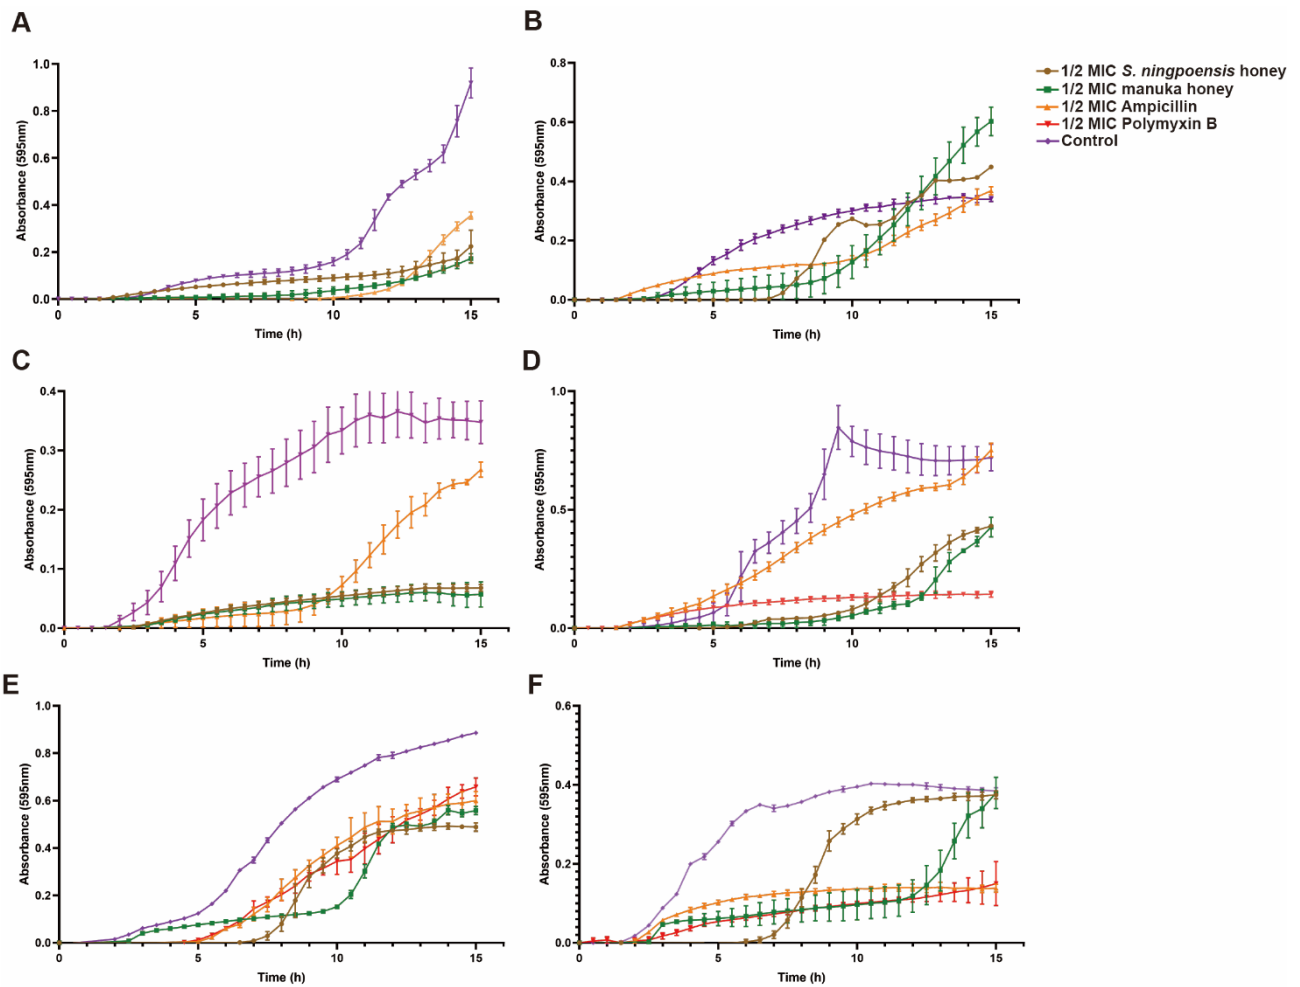 A
B
1/2 MIC S. ningpoensis honey
1/2 MIC manuka honey
1/2 MIC Ampicillin
1/2 MIC Polymyxin B
Control
1.0
0.8
0.6
0.4
0.2
0.0
Absorbance (595nm)
0
5
10
15
Time (h)
0.8
0.6
0.4
0.2
0.0
Absorbance (595nm)
0
5
10
15
Time (h)
C
D
0.4
0.3
0.2
0.1
0.0
Absorbance (595nm)
0
5
10
15
Time (h)
1.0
0.5
0.0
Absorbance (595nm)
0
5
10
15
Time (h)
E
F
1.0
0.8
0.6
0.4
0.2
0.0
Absorbance (595nm)
0
5
10
15
Time (h)
0.6
0.4
0.2
0.0
Absorbance (595nm)
0
5
10
15
Time (h)